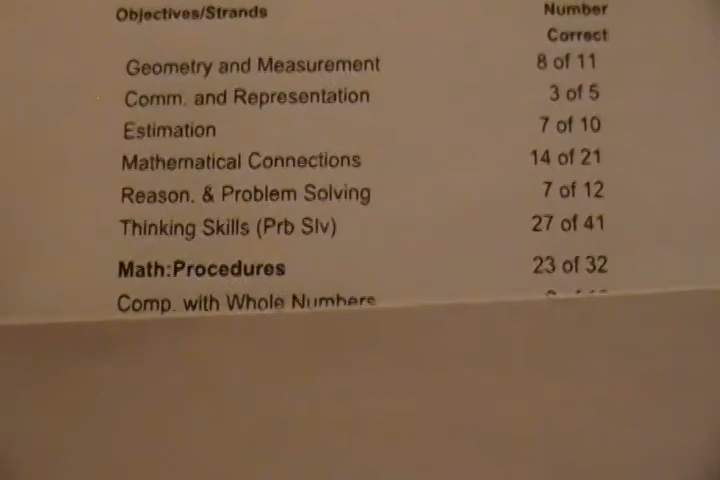 Objectives/Strands Number
Correct
Geometry and Measurement 8 of 11
Comm. and Representation 3 of 5
Estimation 7 of 10
Mathematical Connections 14 of 21
Reason. & Problem Solving 7 of 12
Thinking Skills (Prb Slv) 27 of 41
Math:Procedures 23 of 32
Comp. with Whole Numbers